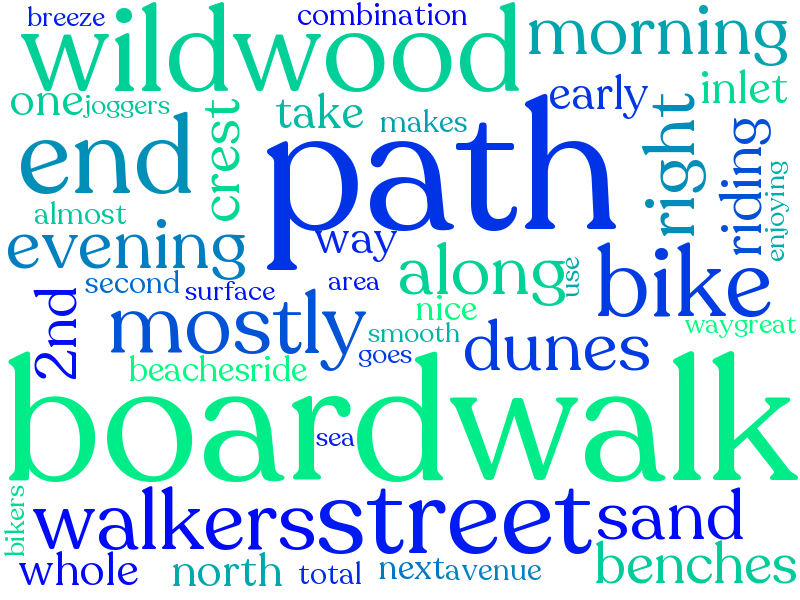 breeze
combination
wildwood
morning
one
joggers
crest
take
makes
early
inlet
end
path
right
riding
enjoying
almost
evening
way
second
surface
area
along
use
bike
2nd
mostly
nice
smooth
goes
dunes
waygreat
beachesride
boardwalk
sea
bikers
walkers
street
sand
whole
north
total
next
avenue
benches